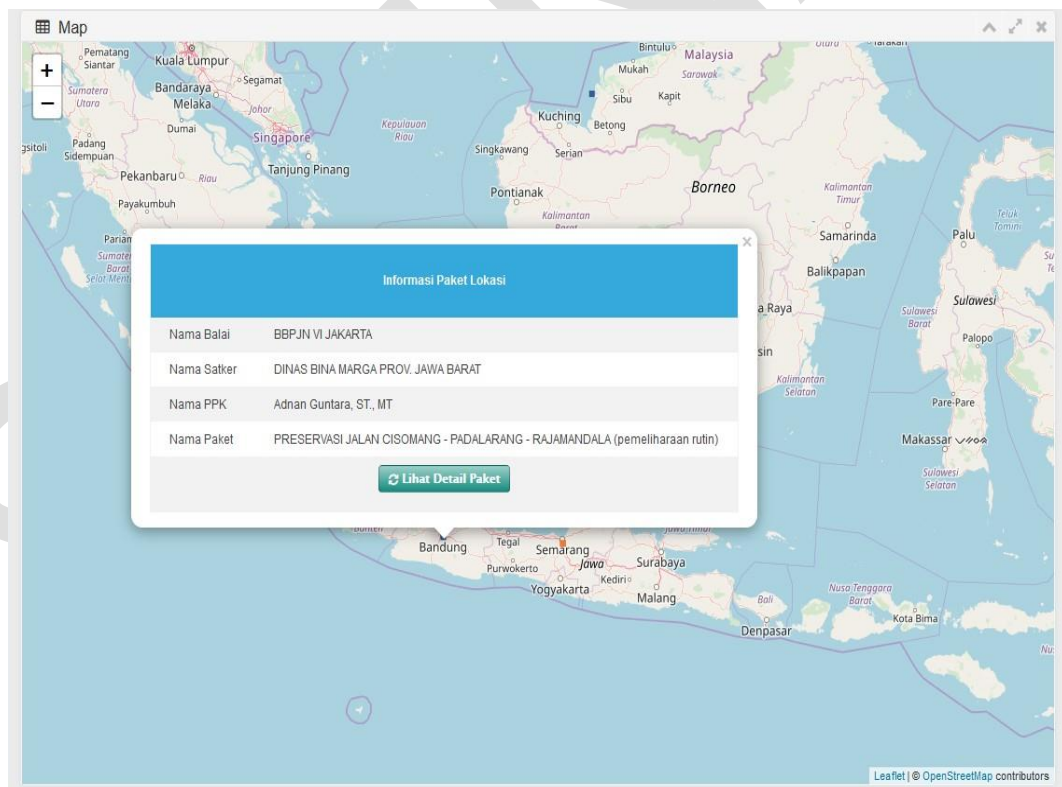 Map
+
−
Pematang
Siantar
Kuala Lumpur
Bintulu
Malaysia
Mukah
Sarawak
Sumatera
Utara
Bandaraya
Melaka
Segamat
Sibu
Kapit
Johor
Dumai
Singapore
Kepulauan
Riau
Kuching
Betong
Padang
Sidempuan
Singkawang
Serian
Pekanbaru
Riau
Tanjung Pinang
Pontianak
Borneo
Kalimantan
Timur
Payakumbuh
Kalimantan
Teluk
Tomini
Samarinda
Palu
Balikpapan
Informasi Paket Lokasi
×
Sulawesi
Sulawesi
Barat
a Raya
Nama Balai BBPJN VI JAKARTA
Palopo
sin
Nama Satker DINAS BINA MARGA PROV. JAWA BARAT
Kalimantan
Selatan
Nama PPK Adnan Guntara, ST., MT
Pare-Pare
Nama Paket PRESERVASI JALAN CISOMANG - PADALARANG - RAJAMANDALA (pemeliharaan rutin)
Makassar
Lihat Detail Paket
Sulawesi
Selatan
Bandung
Tegal
Semarang
Purwokerto
Jawa
Surabaya
Yogyakarta
Kediri
Malang
Bali
Denpasar
Nusa Tenggara
Barat
Kota Bima
Leaflet | © OpenStreetMap contributors